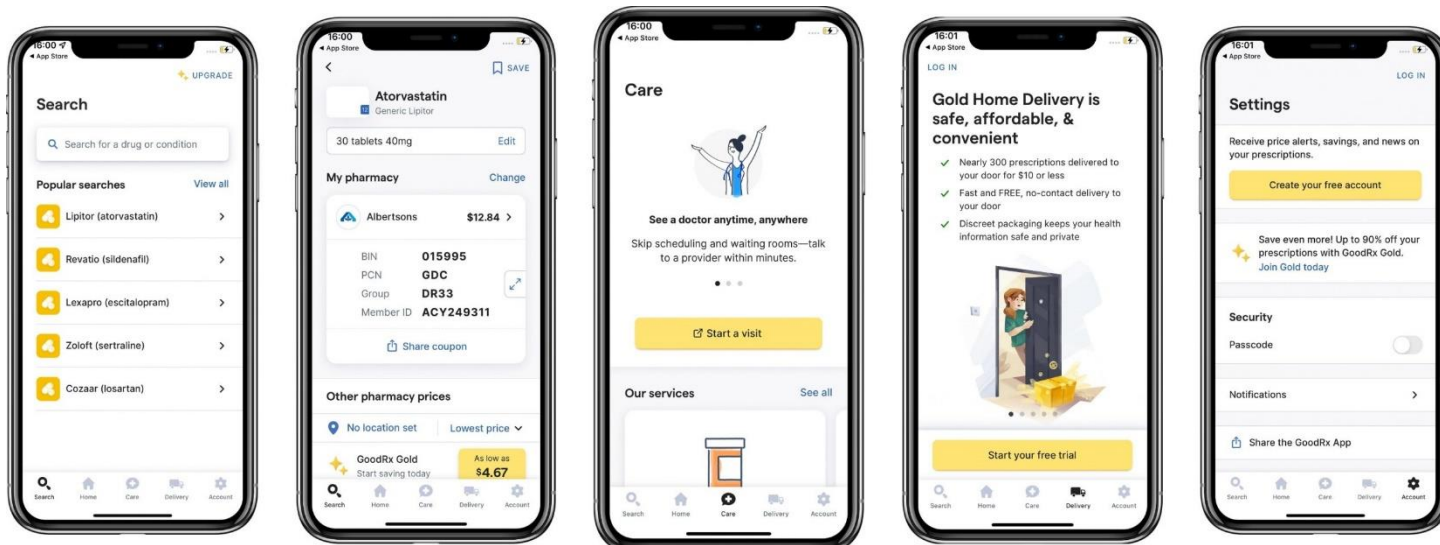 16:00
App Store
UPGRADE
Search
Search for a drug or condition
Popular searches View all
Lipitor (atorvastatin)
Revatio (sildenafil)
Lexapro (escitalopram)
Zoloft (sertraline)
Cozaar (losartan)
Search Home Care Delivery Account
16:00
App Store
SAVE
Atorvastatin
Generic Lipitor
30 tablets 40mg Edit
My pharmacy Change
Albertsons $12.84
BIN 015995
PCN GDC
Group DR33
Member ID ACY249311
Share coupon
Other pharmacy prices
No location set Lowest price
GoodRx Gold As low as
Start saving today $4.67
Search Home Care Delivery Account
16:00
App Store
Care
See a doctor anytime, anywhere
Skip scheduling and waiting rooms—talk
to a provider within minutes.
Start a visit
Our services See all
Search Home Care Delivery Account
16:01
App Store
LOG IN
Gold Home Delivery is
safe, affordable, &
convenient
Nearly 300 prescriptions delivered to
your door for $10 or less
Fast and FREE, no-contact delivery to
your door
Discreet packaging keeps your health
information safe and private
Start your free trial
Search Home Care Delivery Account
16:01
App Store
LOG IN
Settings
Receive price alerts, savings, and news on
your prescriptions.
Create your free account
Save even more! Up to 90% off your
prescriptions with GoodRx Gold.
Join Gold today
Security
Passcode
Notifications
Share the GoodRx App
Search Home Care Delivery Account